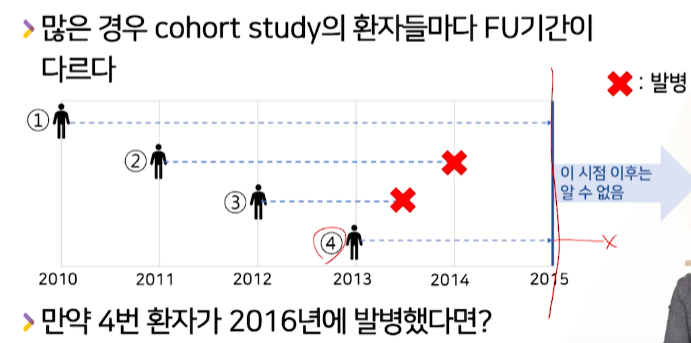 많은 경우 cohort study의 환자들마다 FU기간이
다르다
: 발병
①
②
③
④
이 시점 이후는
알 수 없음
2010 2011 2012 2013 2014 2015
만약 4번 환자가 2016년에 발병했다면?